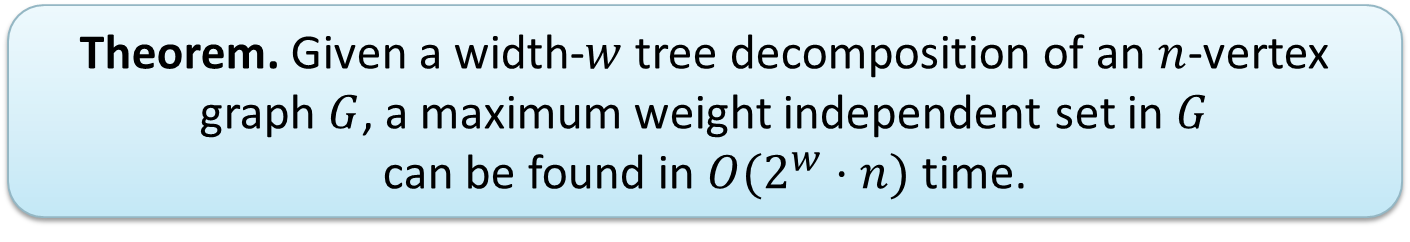 Theorem. Given a width-𝑤 tree decomposition of an 𝑛-vertex
graph 𝐺, a maximum weight independent set in 𝐺
can be found in 𝑂(2^𝑤 · 𝑛) time.